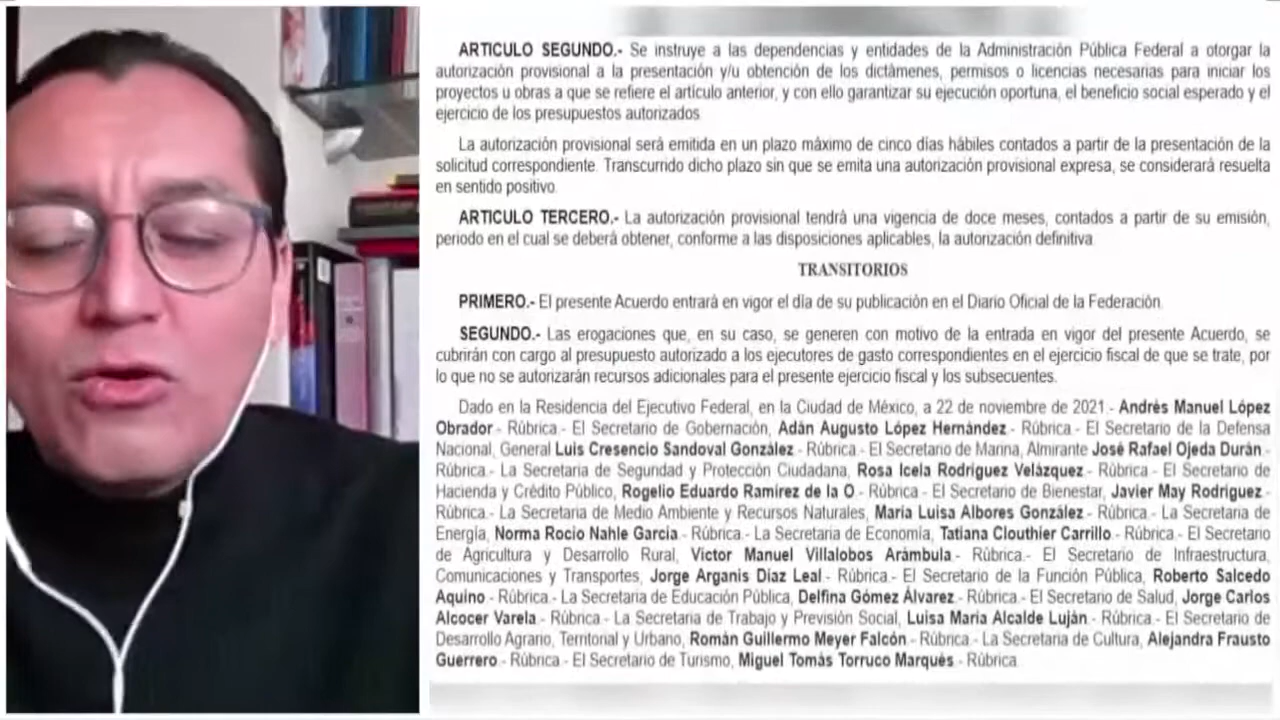 ARTICULO SEGUNDO.- Se instruye a las dependencias y entidades de la Administración Pública Federal a otorgar la
autorización provisional a la presentación y/u obtención de los dictámenes, permisos o licencias necesarias para iniciar los
proyectos u obras a que se refiere el artículo anterior, y con ello garantizar su ejecución oportuna, el beneficio social esperado y el
ejercicio de los presupuestos autorizados.
La autorización provisional será emitida en un plazo máximo de cinco días hábiles contados a partir de la presentación de la
solicitud correspondiente. Transcurrido dicho plazo sin que se emita una autorización provisional expresa, se considerará resuelta
en sentido positivo.
ARTICULO TERCERO.- La autorización provisional tendrá una vigencia de doce meses, contados a partir de su emisión,
periodo en el cual se deberá obtener, conforme a las disposiciones aplicables, la autorización definitiva.
TRANSITORIOS
PRIMERO.- El presente Acuerdo entrará en vigor el día de su publicación en el Diario Oficial de la Federación.
SEGUNDO.- Las erogaciones que, en su caso, se generen con motivo de la entrada en vigor del presente Acuerdo, se
cubrirán con cargo al presupuesto autorizado a los ejecutores de gasto correspondientes en el ejercicio fiscal de que se trate, por
lo que no se autorizarán recursos adicionales para el presente ejercicio fiscal y los subsecuentes.
Dado en la Residencia del Ejecutivo Federal, en la Ciudad de México, a 22 de noviembre de 2021.- Andrés Manuel López
Obrador.- Rúbrica.- El Secretario de Gobernación, Adán Augusto López Hernández.- Rúbrica.- El Secretario de la Defensa
Nacional, General Luis Cresencio Sandoval González.- Rúbrica.- El Secretario de Marina, Almirante José Rafael Ojeda Durán.-
Rúbrica.- La Secretaria de Seguridad y Protección Ciudadana, Rosa Icela Rodríguez Velázquez.- Rúbrica.- El Secretario de
Hacienda y Crédito Público, Rogelio Eduardo Ramírez de la O.- Rúbrica.- El Secretario de Bienestar, Javier May Rodríguez.-
Rúbrica.- La Secretaria de Medio Ambiente y Recursos Naturales, María Luisa Albores González.- Rúbrica.- La Secretaria de
Energía, Norma Rocío Nahle García.- Rúbrica.- La Secretaria de Economía, Tatiana Clouthier Carrillo.- Rúbrica.- El Secretario
de Agricultura y Desarrollo Rural, Víctor Manuel Villalobos Arámbula.- Rúbrica.- El Secretario de Infraestructura,
Comunicaciones y Transportes, Jorge Arganis Díaz Leal.- Rúbrica.- El Secretario de la Función Pública, Roberto Salcedo
Aquino.- Rúbrica.- La Secretaria de Educación Pública, Delfina Gómez Álvarez.- Rúbrica.- El Secretario de Salud, Jorge Carlos
Alcocer Varela.- Rúbrica.- La Secretaria de Trabajo y Previsión Social, Luisa María Alcalde Luján.- Rúbrica.- El Secretario de
Desarrollo Agrario, Territorial y Urbano, Román Guillermo Meyer Falcón.- Rúbrica.- La Secretaria de Cultura, Alejandra Frausto
Guerrero.- Rúbrica.- El Secretario de Turismo, Miguel Tomás Torruco Marqués.- Rúbrica.